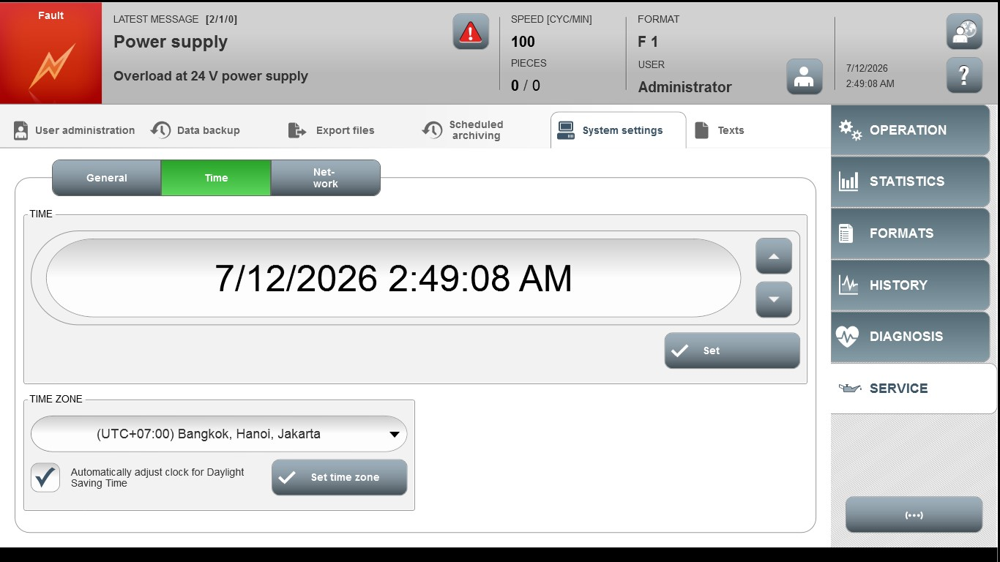 Fault
LATEST MESSAGE [2/1/0]
Power supply
Overload at 24 V power supply
SPEED [CYC/MIN]
100
PIECES
0 / 0
FORMAT
F 1
USER
Administrator
7/12/2026
2:49:08 AM
?
User administration
Data backup
Export files
Scheduled
archiving
System settings
Texts
General
Time
Net-
work
TIME
7/12/2026 2:49:08 AM
Set
TIME ZONE
(UTC+07:00) Bangkok, Hanoi, Jakarta
Automatically adjust clock for Daylight
Saving Time
Set time zone
OPERATION
STATISTICS
FORMATS
HISTORY
DIAGNOSIS
SERVICE
(•••)